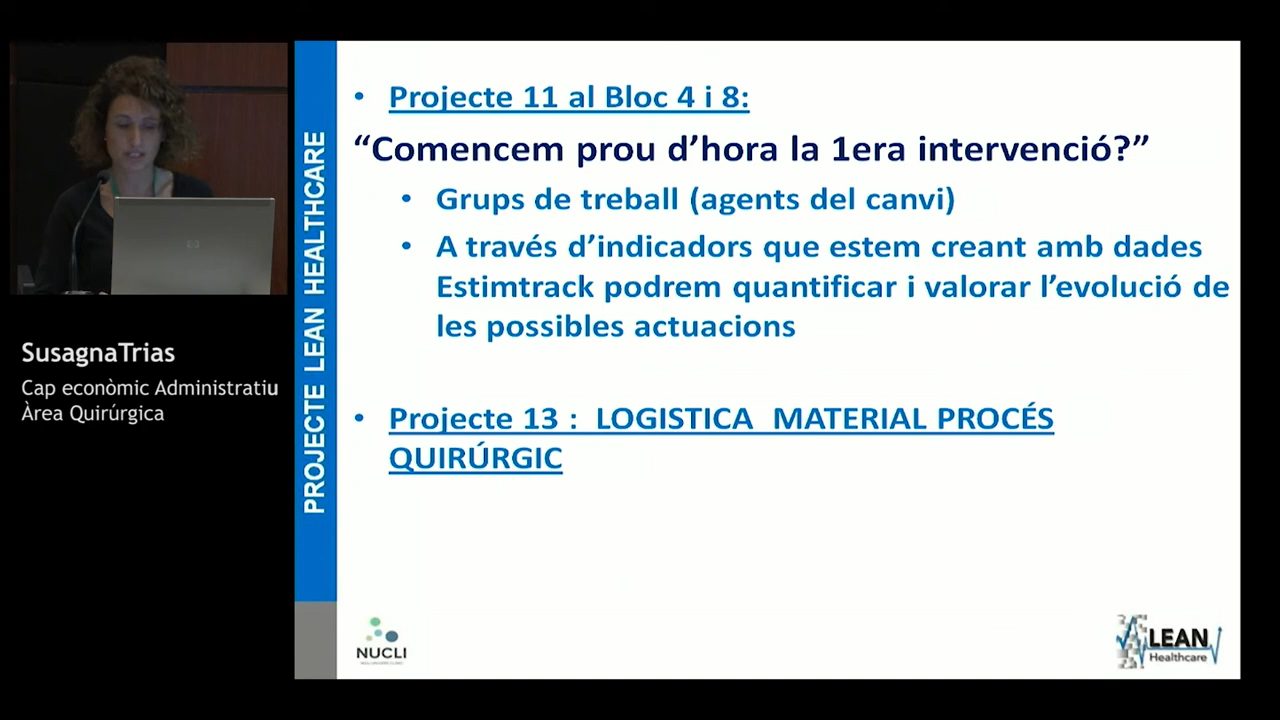 • Projecte 11 al Bloc 4 i 8:
“Comencem prou d’hora la 1era intervenció?”
• Grups de treball (agents del canvi)
• A través d’indicadors que estem creant amb dades
Estimtrack podrem quantificar i valorar l’evolució de
les possibles actuacions
• Projecte 13 : LOGISTICA MATERIAL PROCÉS
QUIRÚRGIC
PROJECTE LEAN HEALTHCARE
SusagnaTrias
Cap econòmic Administratiu
Àrea Quirúrgica
NUCLI
LEAN
Healthcare